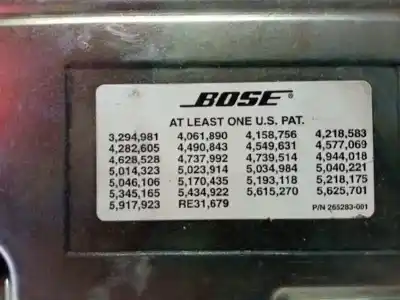 BOSE®
AT LEAST ONE U.S. PAT.
3,294,981 4,061,890 4,158,756 4,218,583
4,282,605 4,490,843 4,549,631 4,577,069
4,628,528 4,737,992 4,739,514 4,944,018
5,014,323 5,023,914 5,034,984 5,040,221
5,046,106 5,170,435 5,193,118 5,218,175
5,345,165 5,434,922 5,615,270 5,625,701
5,917,923 RE31,679 P/N 265283-001